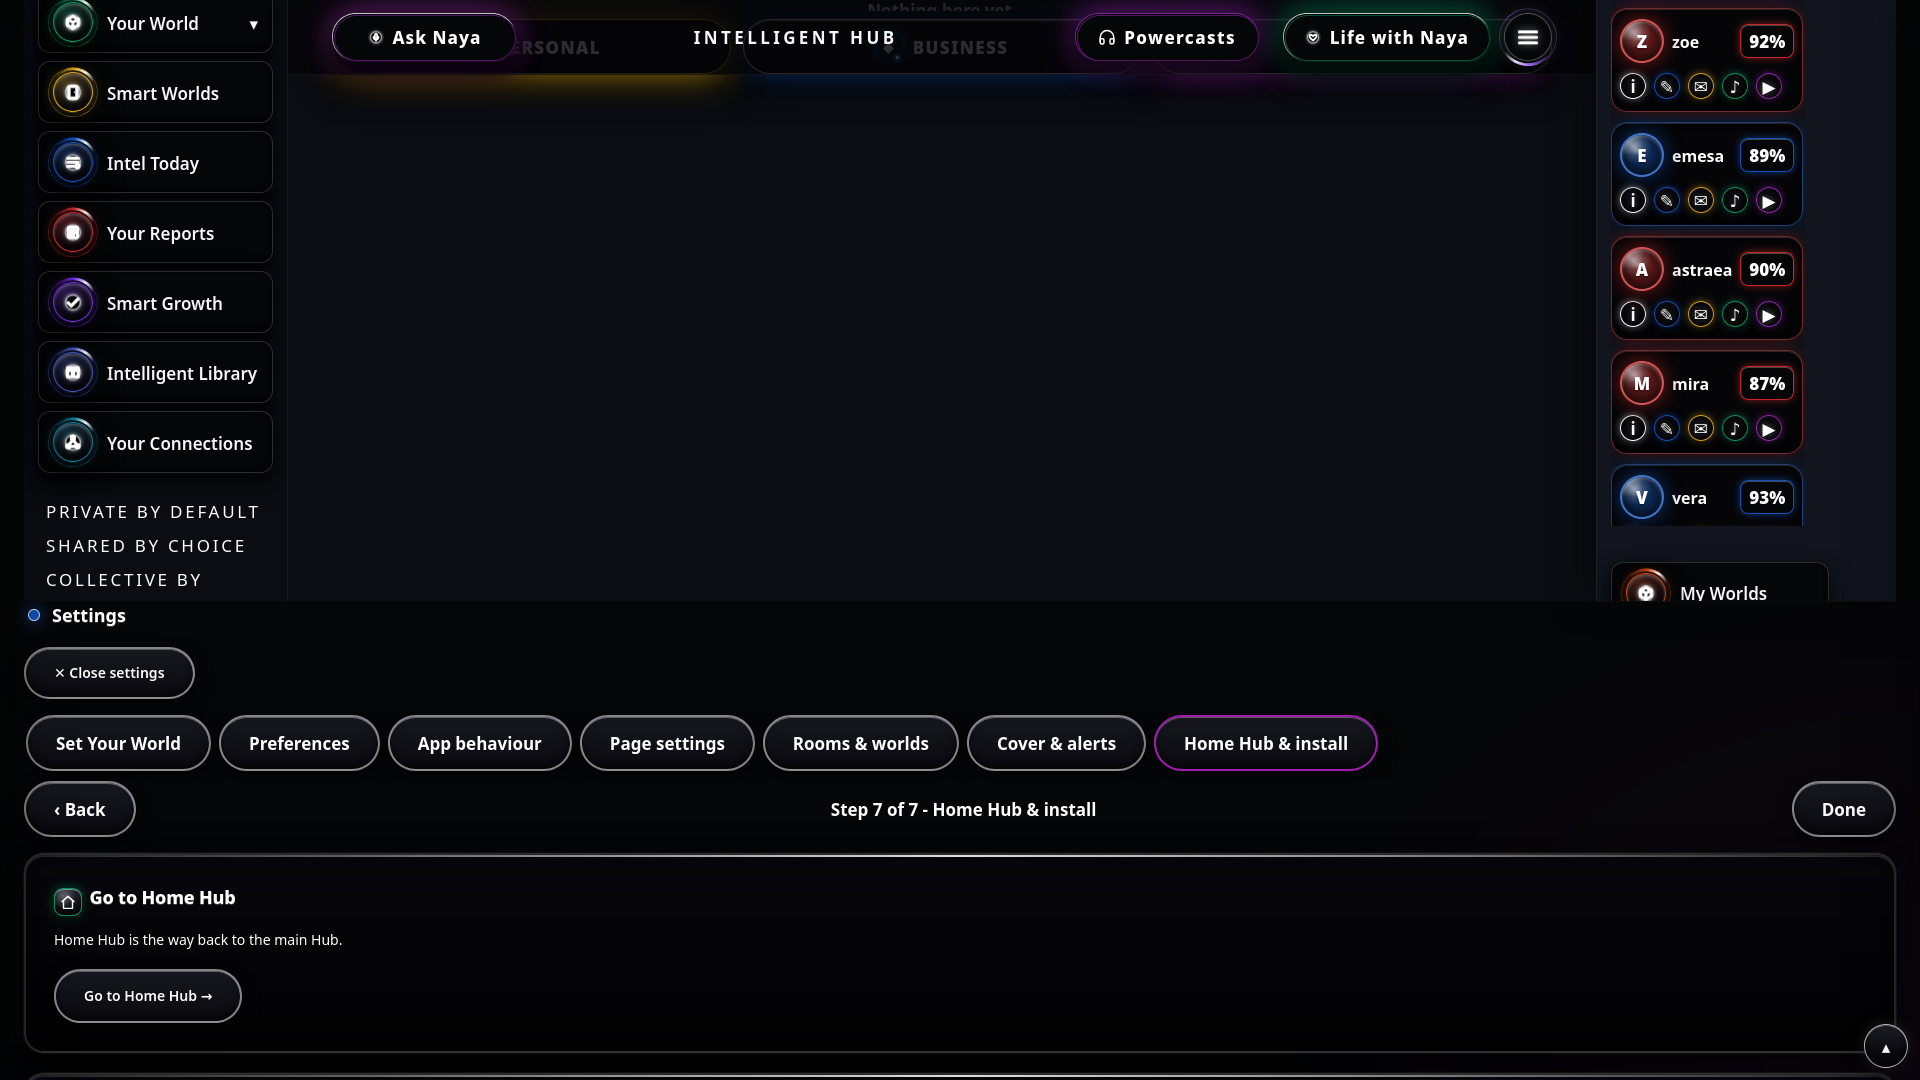 Nothing here yet
Ask Naya
ERSONAL
INTELLIGENT HUB
BUSINESS
Powercasts
Life with Naya
Your World ▾
Smart Worlds
Intel Today
Your Reports
Smart Growth
Intelligent Library
Your Connections
PRIVATE BY DEFAULT
SHARED BY CHOICE
COLLECTIVE BY
Z zoe 92%
i ✎ ✉ ♪ ▶
E emesa 89%
i ✎ ✉ ♪ ▶
A astraea 90%
i ✎ ✉ ♪ ▶
M mira 87%
i ✎ ✉ ♪ ▶
V vera 93%
My Worlds
Settings
× Close settings
Set Your World
Preferences
App behaviour
Page settings
Rooms & worlds
Cover & alerts
Home Hub & install
‹ Back
Step 7 of 7 - Home Hub & install
Done
Go to Home Hub
Home Hub is the way back to the main Hub.
Go to Home Hub →
▲